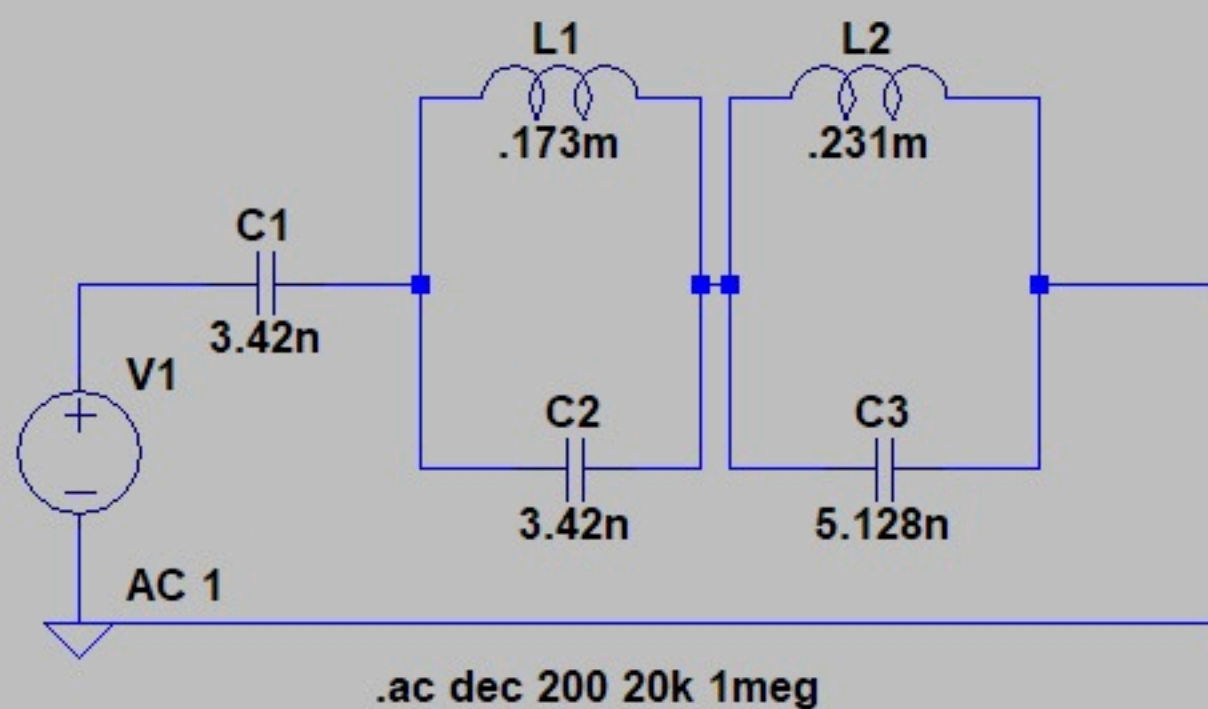 L1
L2
.173m
.231m
C1
3.42n
V1
C2
C3
3.42n
5.128n
AC 1
.ac dec 200 20k 1meg